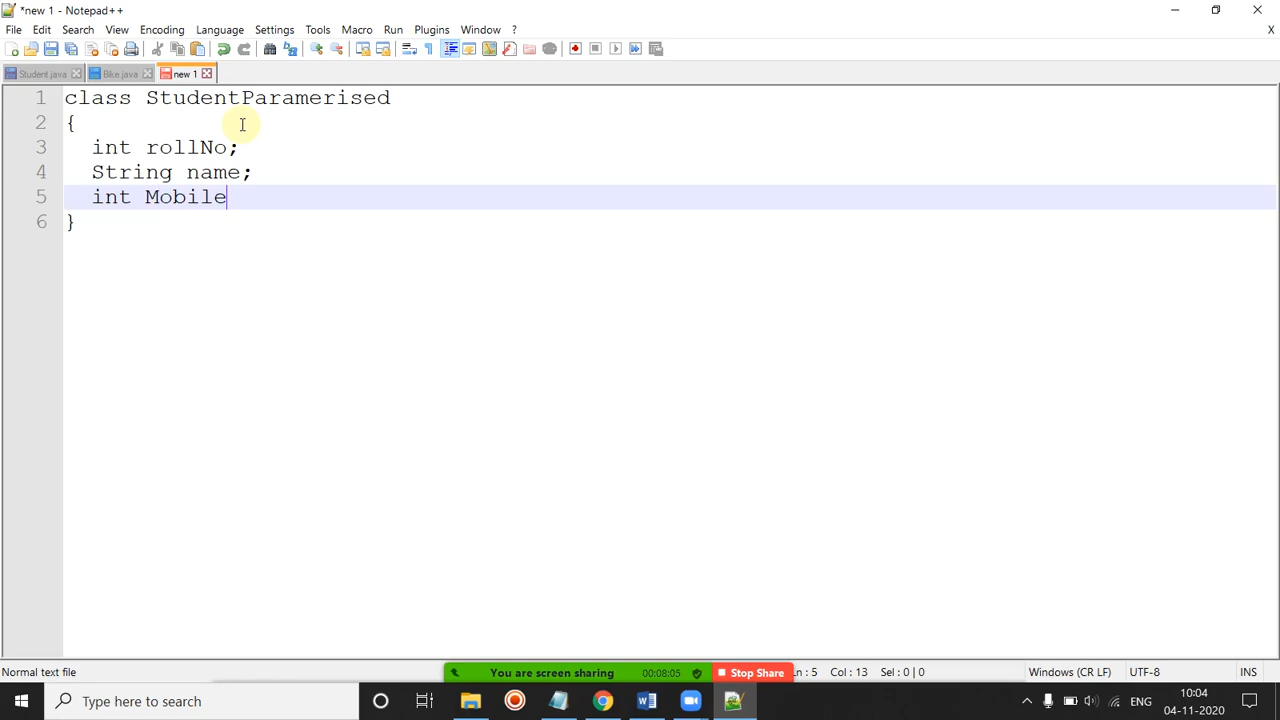 *new 1 - Notepad++
File Edit Search View Encoding Language Settings Tools Macro Run Plugins Window ? X
Student.java Bike.java new 1
1 class StudentParamerised
2 {
3 int rollNo;
4 String name;
5 int Mobile
6 }
Normal text file You are screen sharing 00:08:05 Stop Share Ln : 5 Col : 13 Sel : 0 | 0 Windows (CR LF) UTF-8 INS
Type here to search ENG 10:04
04-11-2020